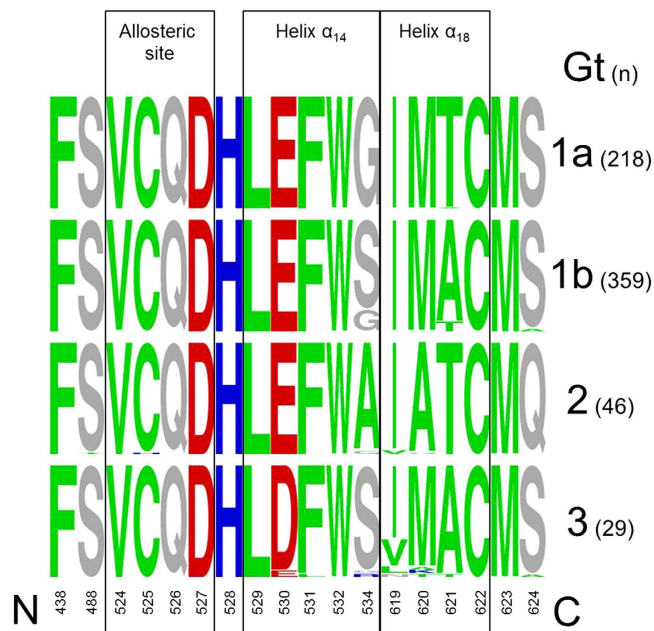 Allosteric site
Helix α14
Helix α18
Gt (n)
FSVCQDHLEFWGIMTCMS
1a (218)
FSVCQDHLEFWSIMACMS
G T
1b (359)
FSVCQDHLEFWAIATCMQ
V
2 (46)
FSVCQDHLDFWSIMACMS
V
E L R
3 (29)
N 438 488 524 525 526 527 528 529 530 531 532 534 619 620 621 622 623 624 C